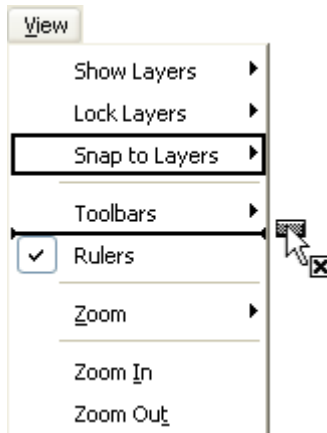 View
Show Layers
Lock Layers
Snap to Layers
Toolbars
Rulers
Zoom
Zoom In
Zoom Out